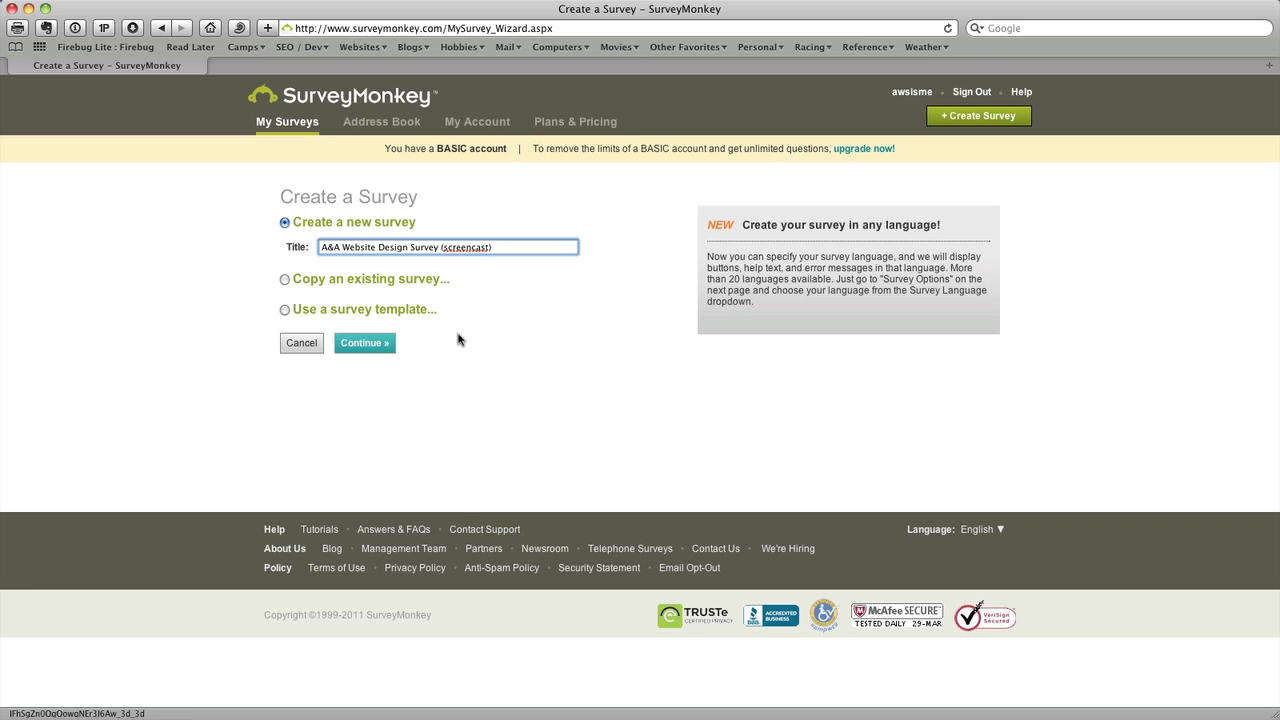 Create a Survey – SurveyMonkey
1P
http://www.surveymonkey.com/MySurvey_Wizard.aspx
Google
Firebug Lite : Firebug Read Later Camps▾ SEO / Dev▾ Websites▾ Blogs▾ Hobbies▾ Mail▾ Computers▾ Movies▾ Other Favorites▾ Personal▾ Racing▾ Reference▾ Weather▾
Create a Survey – SurveyMonkey
SurveyMonkey™
awsisme • Sign Out • Help
My Surveys Address Book My Account Plans & Pricing
+ Create Survey
You have a BASIC account | To remove the limits of a BASIC account and get unlimited questions, upgrade now!
Create a Survey
Create a new survey
Title: A&A Website Design Survey (screencast)
Copy an existing survey...
Use a survey template...
Cancel Continue »
NEW Create your survey in any language!
Now you can specify your survey language, and we will display
buttons, help text, and error messages in that language. More
than 20 languages available. Just go to "Survey Options" on the
next page and choose your language from the Survey Language
dropdown.
Help Tutorials • Answers & FAQs • Contact Support
Language: English ▼
About Us Blog • Management Team • Partners • Newsroom • Telephone Surveys • Contact Us • We're Hiring
Policy Terms of Use • Privacy Policy • Anti-Spam Policy • Security Statement • Email Opt-Out
Copyright ©1999-2011 SurveyMonkey
TRUSTe
CERTIFIED PRIVACY
BBB ACCREDITED
BUSINESS
McAfee SECURE
TESTED DAILY 29-MAR
VeriSign
Secured